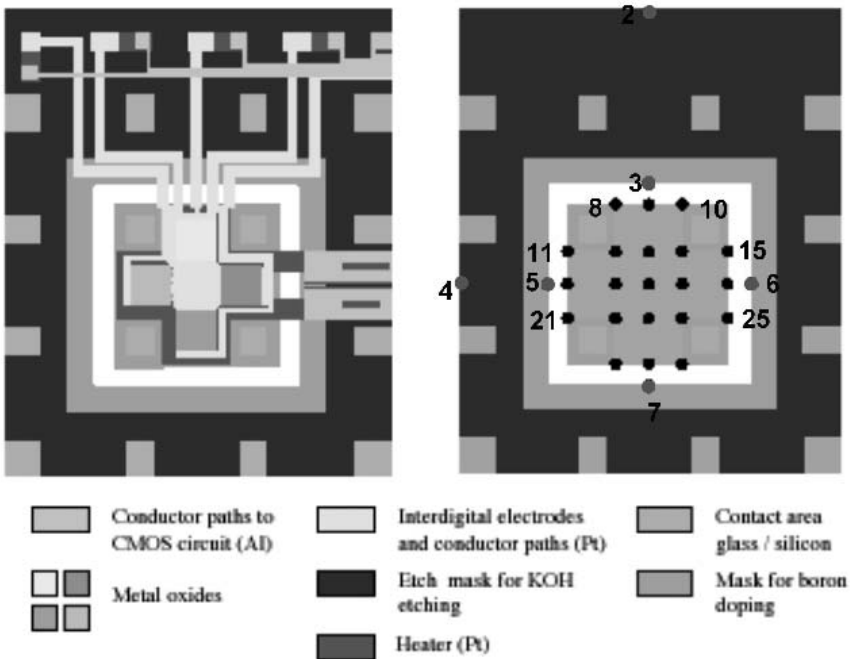 2
3
8
10
11
15
5
6
4
21
25
7
Conductor paths to
CMOS circuit (Al)
Interdigital electrodes
and conductor paths (Pt)
Contact area
glass / silicon
Metal oxides
Etch mask for KOH
etching
Mask for boron
doping
Heater (Pt)